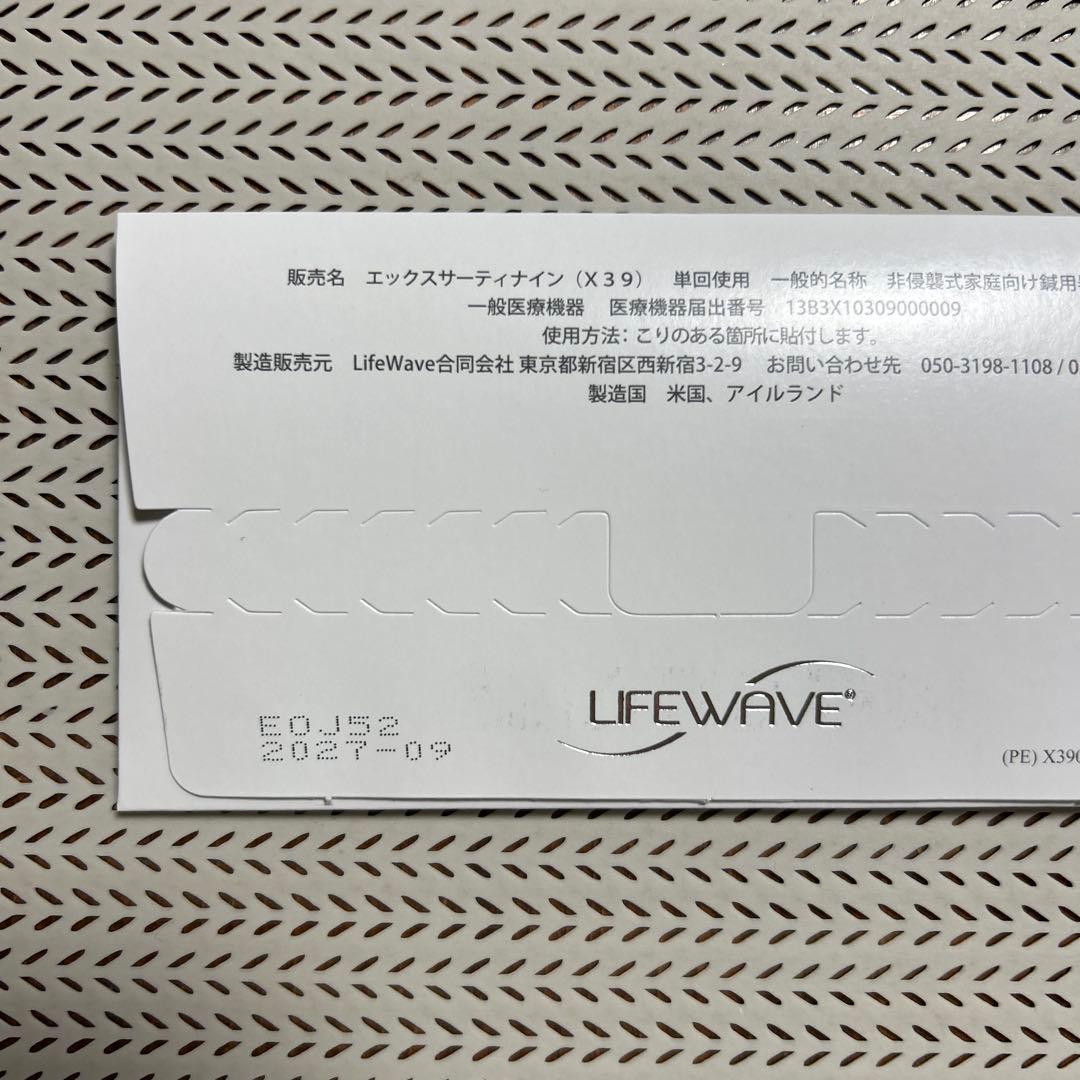 販売名　エックスサーティナイン（X39）　単回使用　一般的名称　非侵襲式家庭向け鍼用
一般医療機器　医療機器届出番号　13B3X10309000009
使用方法：こりのある箇所に貼付します。
製造販売元　LifeWave合同会社 東京都新宿区西新宿3-2-9　お問い合わせ先　050-3198-1108 / 0
製造国　米国、アイルランド
LIFEWAVE®
E0J52
2027-09
(PE) X390